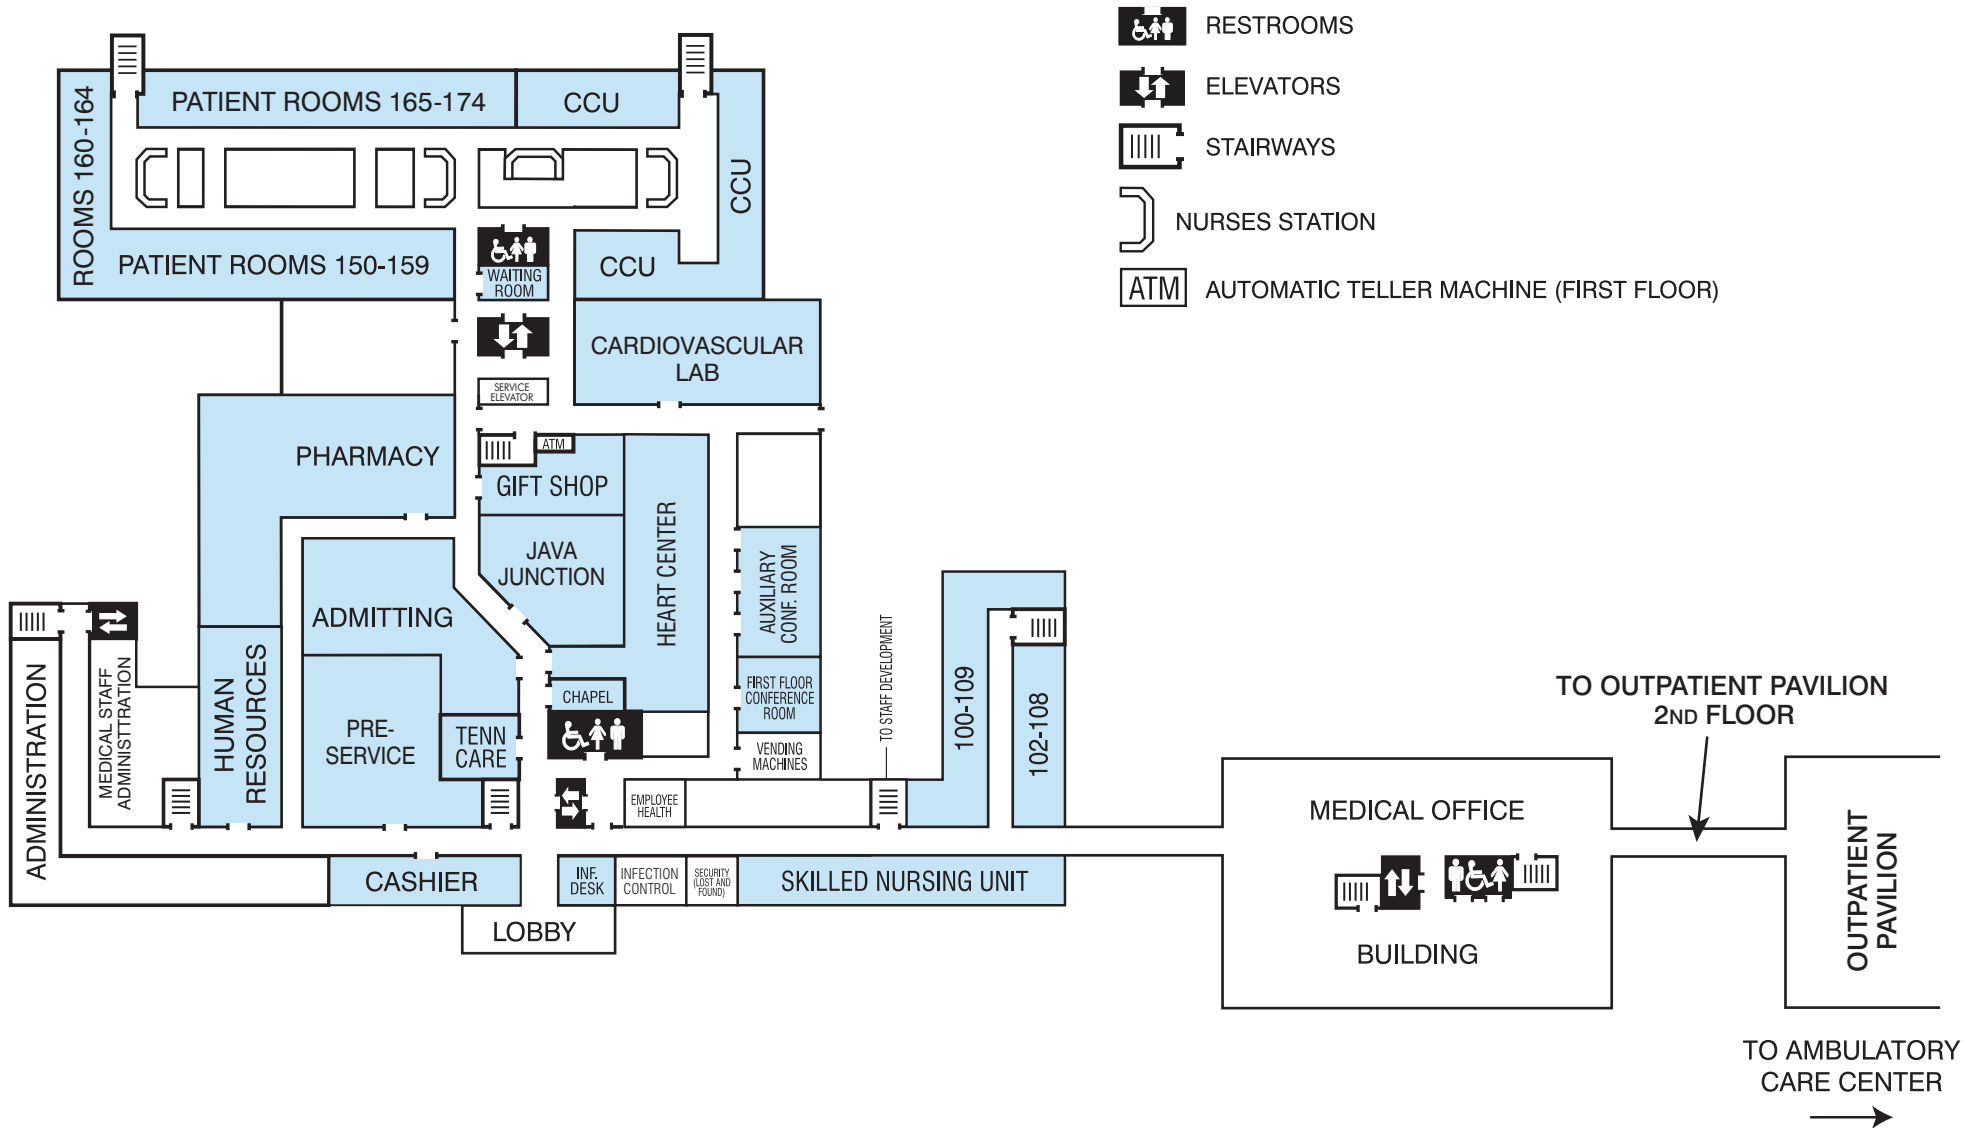 RESTROOMS
ELEVATORS
STAIRWAYS
NURSES STATION
ATM
AUTOMATIC TELLER MACHINE (FIRST FLOOR)
ROOMS 160-164
PATIENT ROOMS 165-174
CCU
CCU
PATIENT ROOMS 150-159
WAITING
ROOM
CCU
CARDIOVASCULAR
LAB
SERVICE
ELEVATOR
PHARMACY
ATM
GIFT SHOP
JAVA
JUNCTION
HEART CENTER
AUXILIARY
CONF. ROOM
ADMITTING
ADMINISTRATION
MEDICAL STAFF
ADMINISTTRATION
HUMAN
RESOURCES
PRE-
SERVICE
TENN
CARE
CHAPEL
FIRST FLOOR
CONFERENCE
ROOM
VENDING
MACHINES
TO STAFF DEVELOPMENT
100-109
102-108
EMPLOYEE
HEALTH
CASHIER
INF.
DESK
INFECTION
CONTROL
SECURITY
(LOST AND
FOUND)
SKILLED NURSING UNIT
LOBBY
MEDICAL OFFICE
BUILDING
TO OUTPATIENT PAVILION
2ND FLOOR
OUTPATIENT
PAVILION
TO AMBULATORY
CARE CENTER